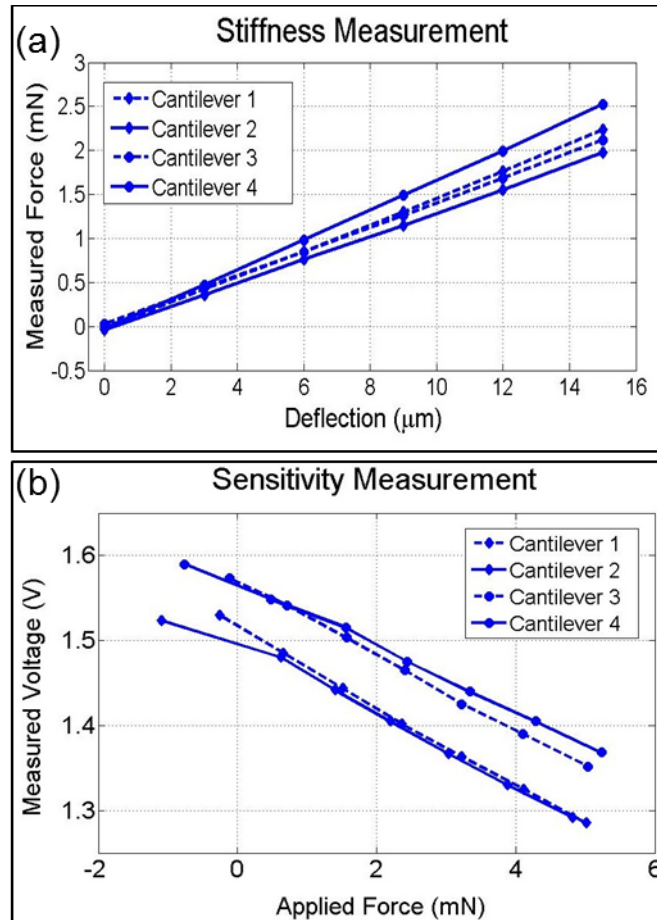 (a)
Stiffness Measurement
Measured Force (mN)
3
2.5
2
1.5
1
0.5
0
-0.5
Cantilever 1
Cantilever 2
Cantilever 3
Cantilever 4
0 2 4 6 8 10 12 14 16
Deflection (μm)
(b)
Sensitivity Measurement
Measured Voltage (V)
1.6
1.5
1.4
1.3
Cantilever 1
Cantilever 2
Cantilever 3
Cantilever 4
-2 0 2 4 6
Applied Force (mN)